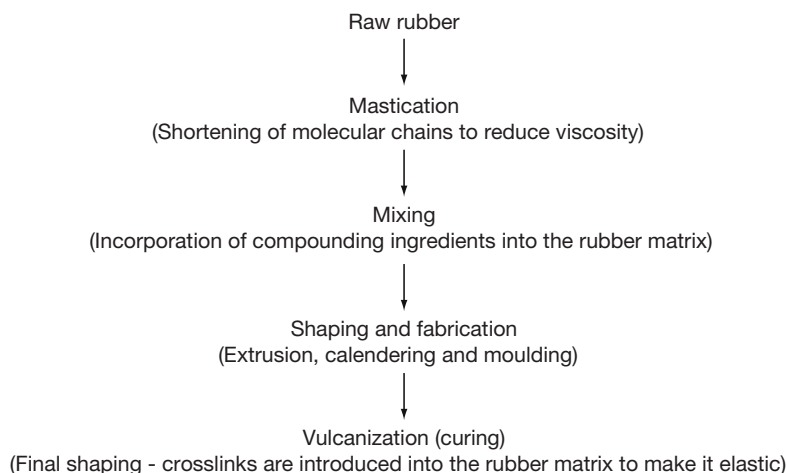 Raw rubber
Mastication
(Shortening of molecular chains to reduce viscosity)
Mixing
(Incorporation of compounding ingredients into the rubber matrix)
Shaping and fabrication
(Extrusion, calendering and moulding)
Vulcanization (curing)
(Final shaping - crosslinks are introduced into the rubber matrix to make it elastic)